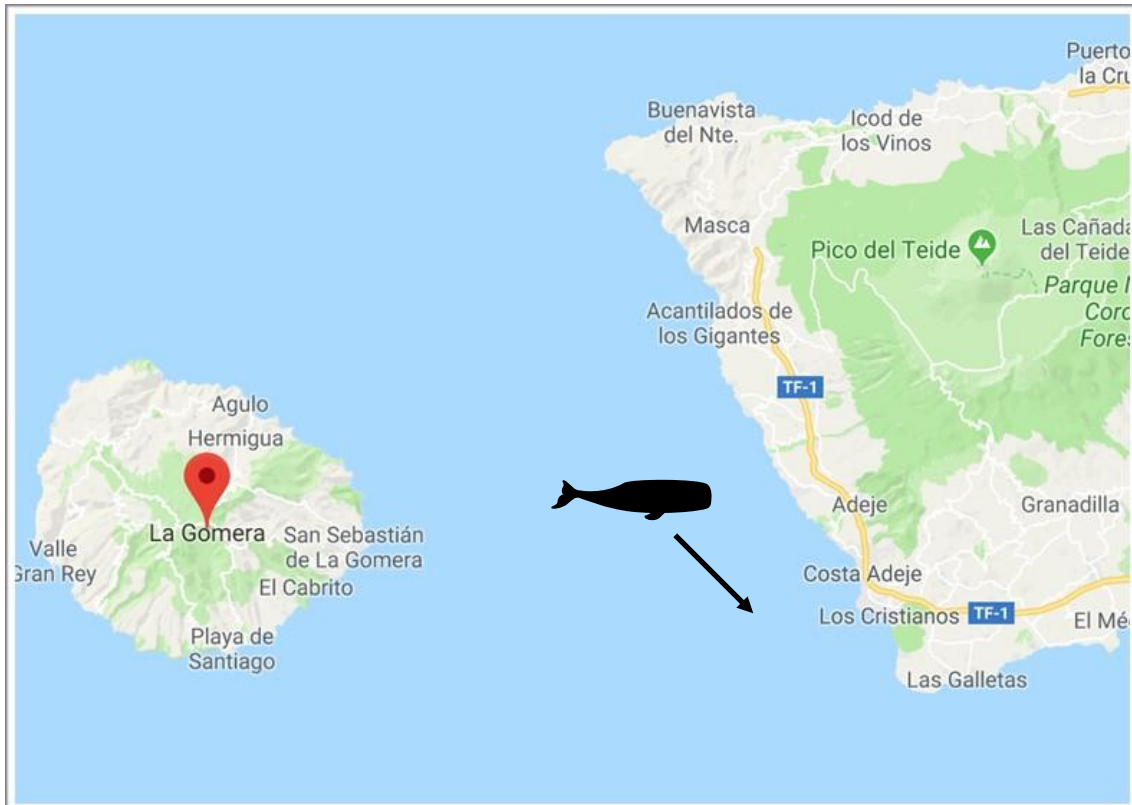 Puerto
la Cru
Buenavista
del Nte.
Icod de
los Vinos
Masca
Pico del Teide
Las Cañada
del Teide
Parque N
Coro
Fores
Acantilados de
los Gigantes
TF-1
Agulo
Hermigua
La Gomera
San Sebastián
de La Gomera
Valle
Gran Rey
El Cabrito
Playa de
Santiago
Adeje
Granadilla
Costa Adeje
Los Cristianos
TF-1
El Mé
Las Galletas